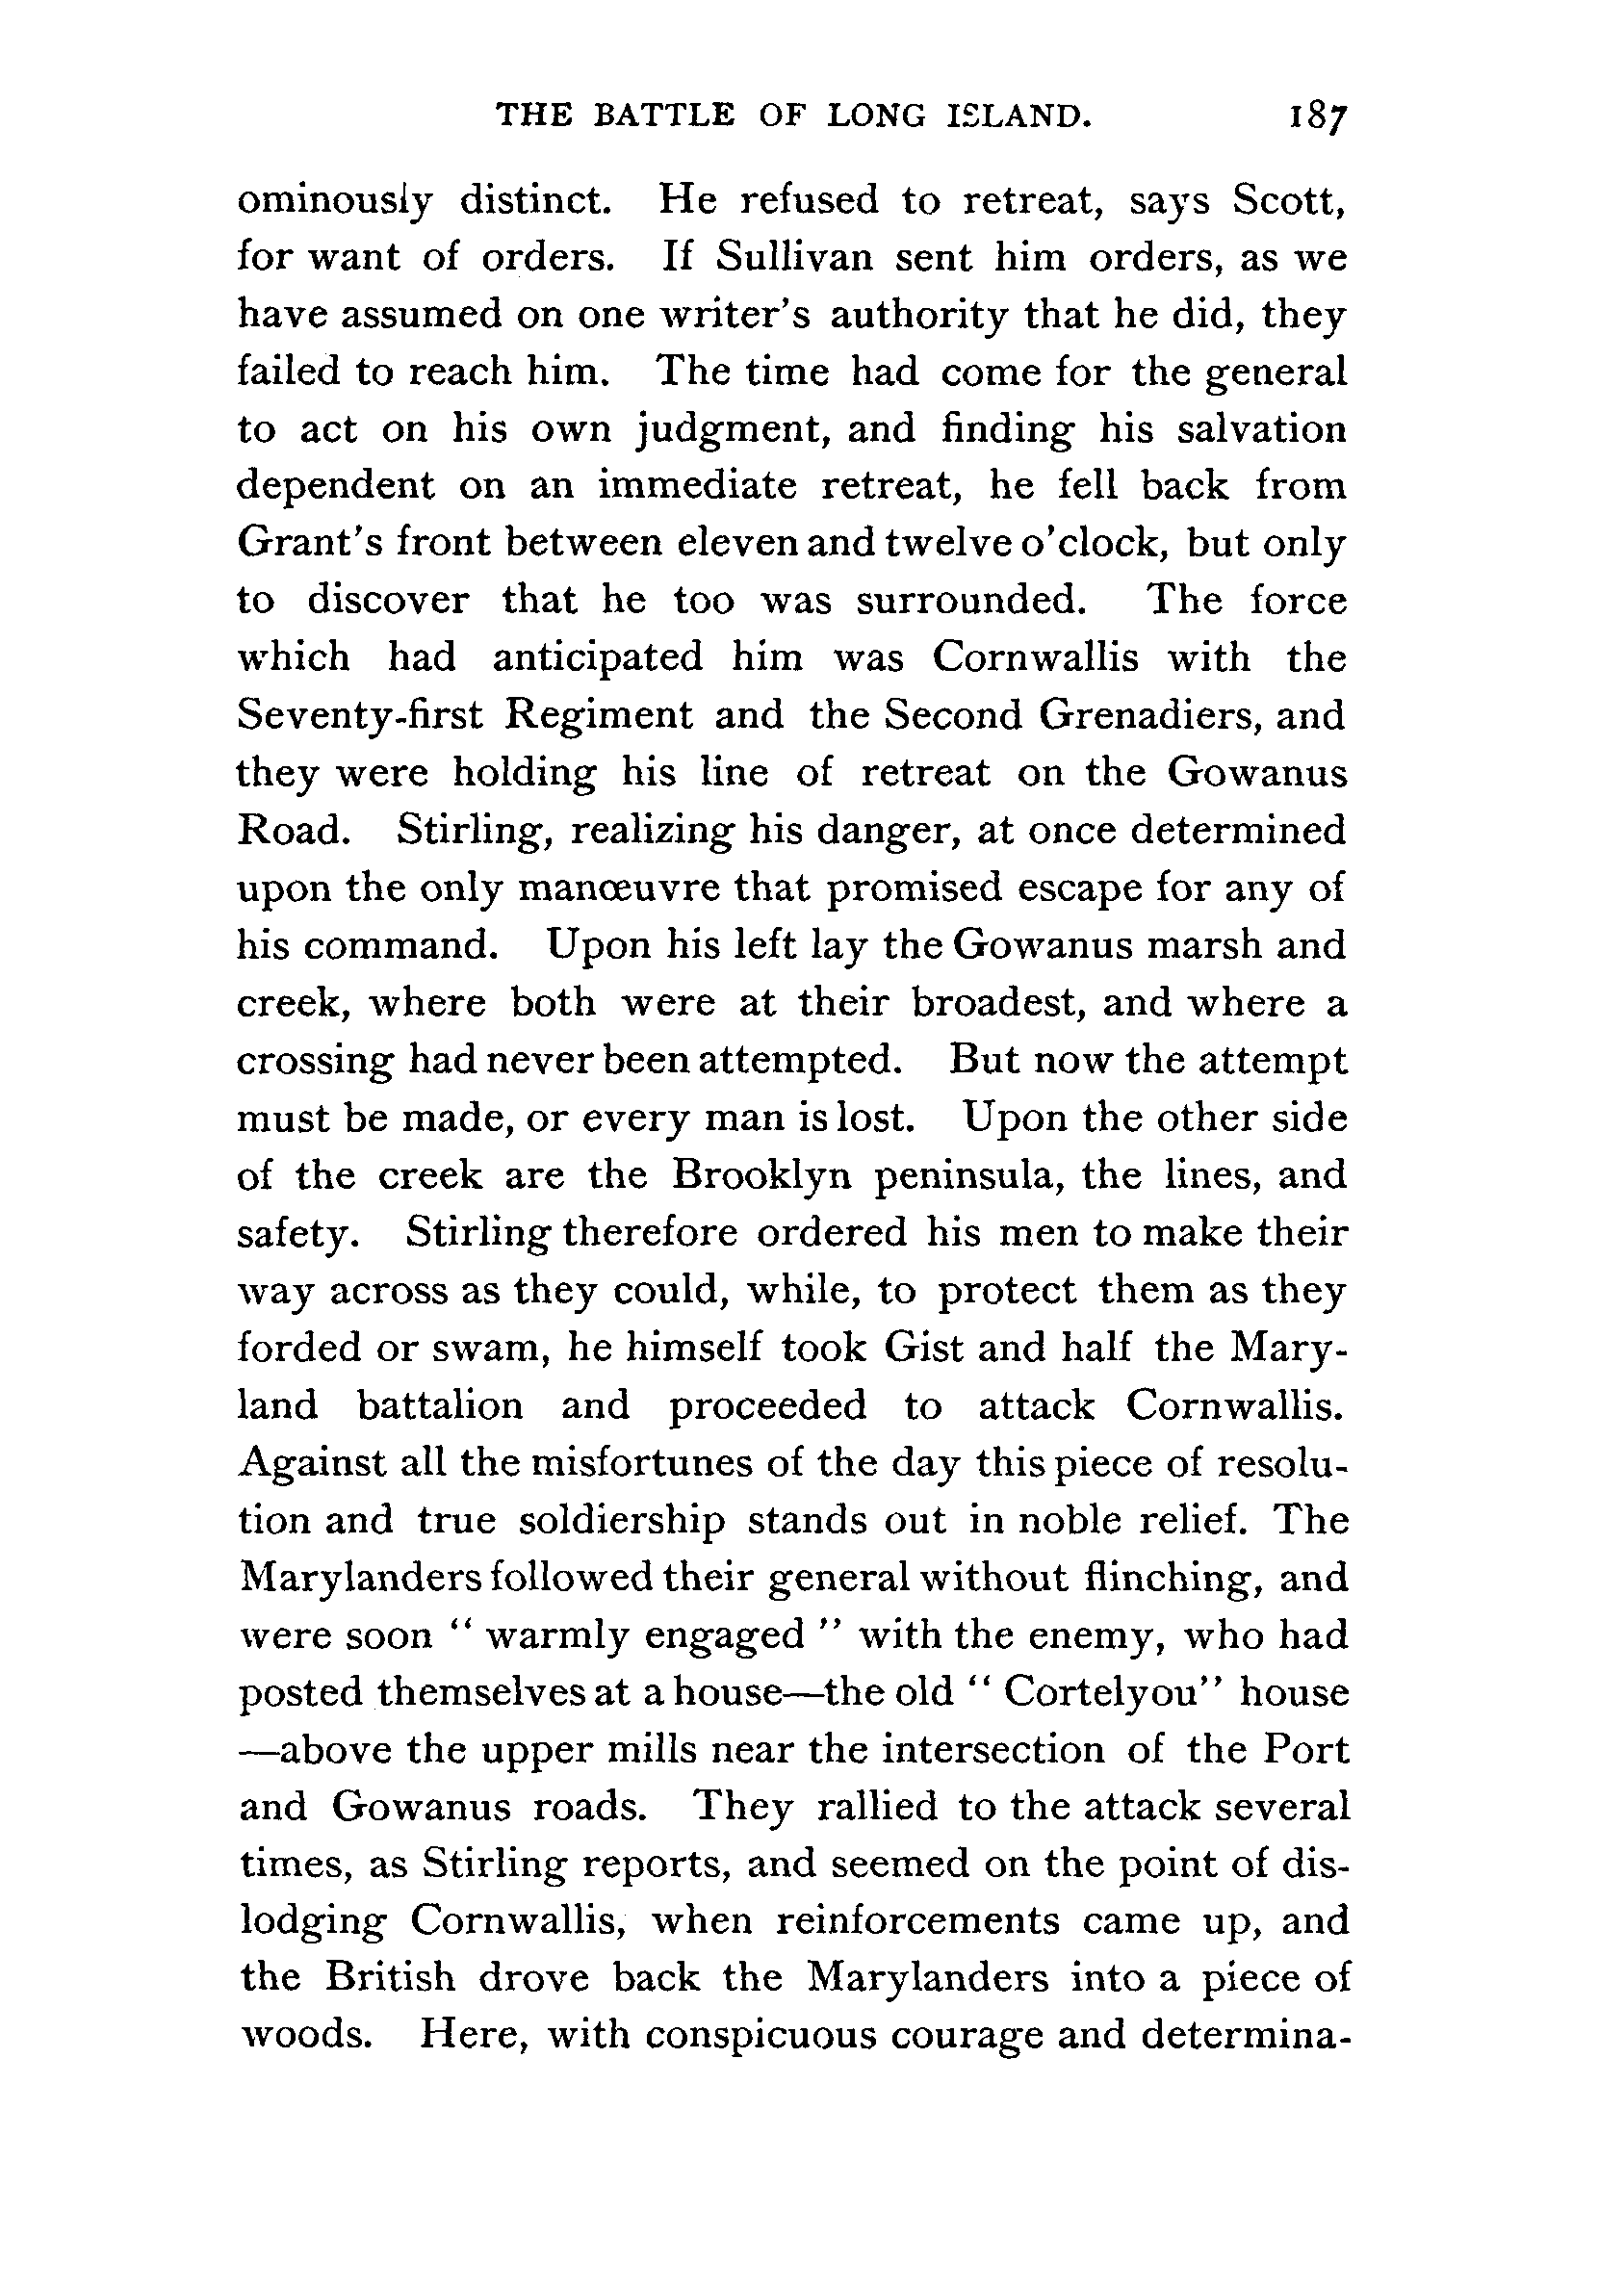 THE BATTLE OF LONG ISLAND. 187
ominously distinct. He refused to retreat, says Scott,
for want of orders. If Sullivan sent him orders, as we
have assumed on one writer's authority that he did, they
failed to reach him. The time had come for the general
to act on his own judgment, and finding his salvation
dependent on an immediate retreat, he fell back from
Grant's front between eleven and twelve o'clock, but only
to discover that he too was surrounded. The force
which had anticipated him was Cornwallis with the
Seventy-first Regiment and the Second Grenadiers, and
they were holding his line of retreat on the Gowanus
Road. Stirling, realizing his danger, at once determined
upon the only manœuvre that promised escape for any of
his command. Upon his left lay the Gowanus marsh and
creek, where both were at their broadest, and where a
crossing had never been attempted. But now the attempt
must be made, or every man is lost. Upon the other side
of the creek are the Brooklyn peninsula, the lines, and
safety. Stirling therefore ordered his men to make their
way across as they could, while, to protect them as they
forded or swam, he himself took Gist and half the Mary-
land battalion and proceeded to attack Cornwallis.
Against all the misfortunes of the day this piece of resolu-
tion and true soldiership stands out in noble relief. The
Marylanders followed their general without flinching, and
were soon “ warmly engaged ” with the enemy, who had
posted themselves at a house—the old “ Cortelyou” house
—above the upper mills near the intersection of the Port
and Gowanus roads. They rallied to the attack several
times, as Stirling reports, and seemed on the point of dis-
lodging Cornwallis, when reinforcements came up, and
the British drove back the Marylanders into a piece of
woods. Here, with conspicuous courage and determina-